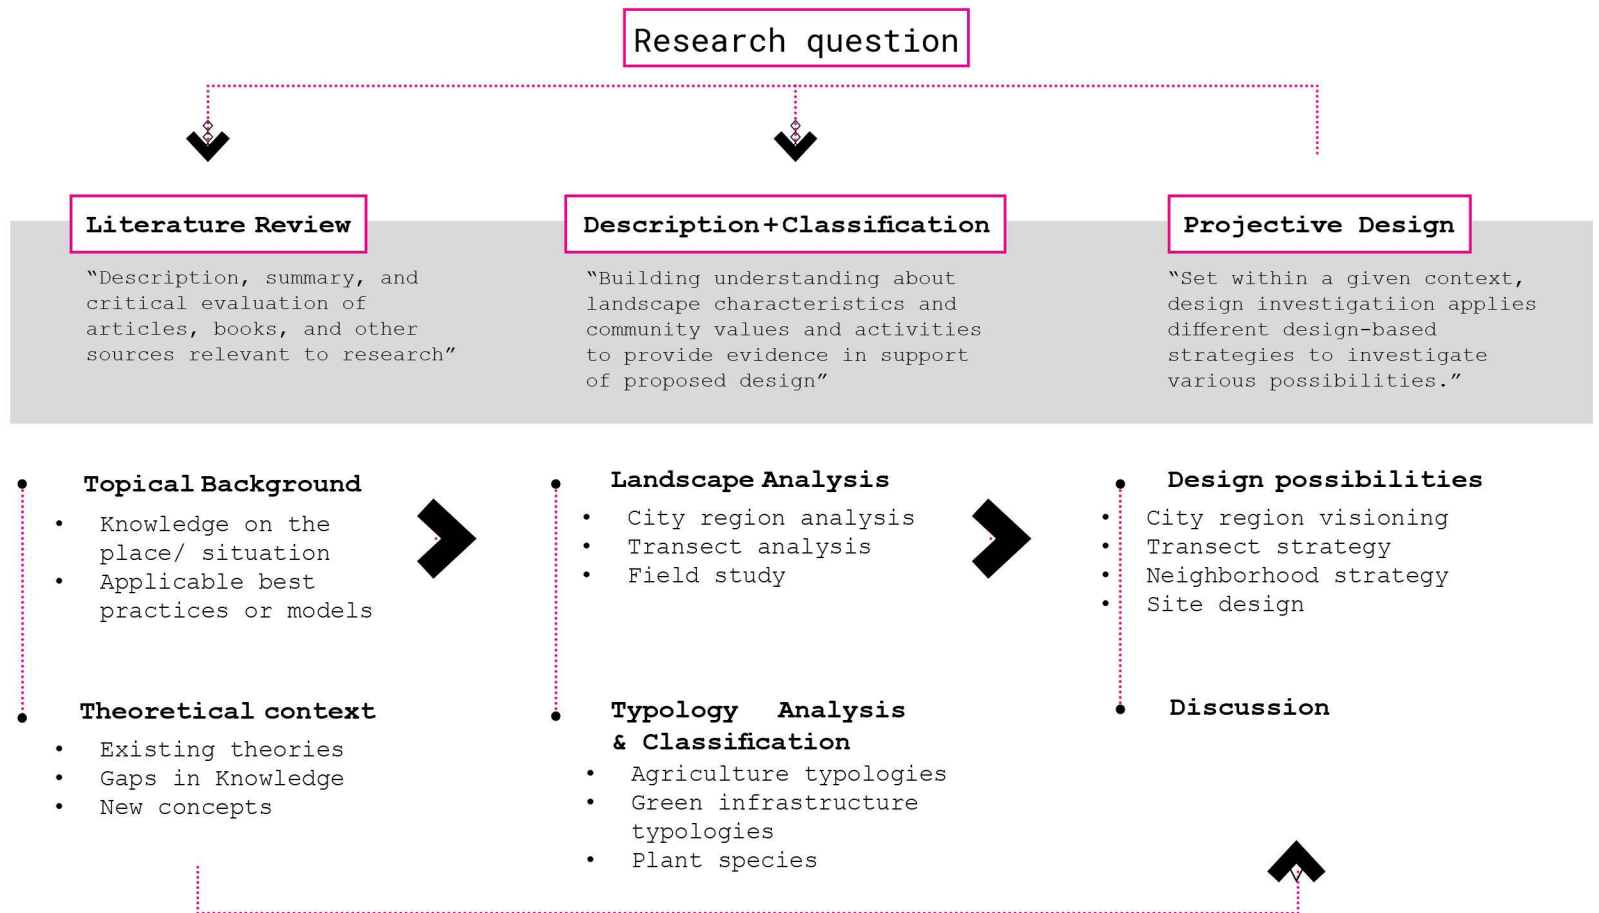 Research question
Literature Review
“Description, summary, and
critical evaluation of
articles, books, and other
sources relevant to research”
Topical Background
• Knowledge on the
place/ situation
• Applicable best
practices or models
Theoretical context
• Existing theories
• Gaps in Knowledge
• New concepts
Description+Classification
“Building understanding about
landscape characteristics and
community values and activities
to provide evidence in support
of proposed design”
Landscape Analysis
• City region analysis
• Transect analysis
• Field study
Typology Analysis
& Classification
• Agriculture typologies
• Green infrastructure
typologies
• Plant species
Projective Design
“Set within a given context,
design investigatiion applies
different design-based
strategies to investigate
various possibilities.”
Design possibilities
• City region visioning
• Transect strategy
• Neighborhood strategy
• Site design
Discussion